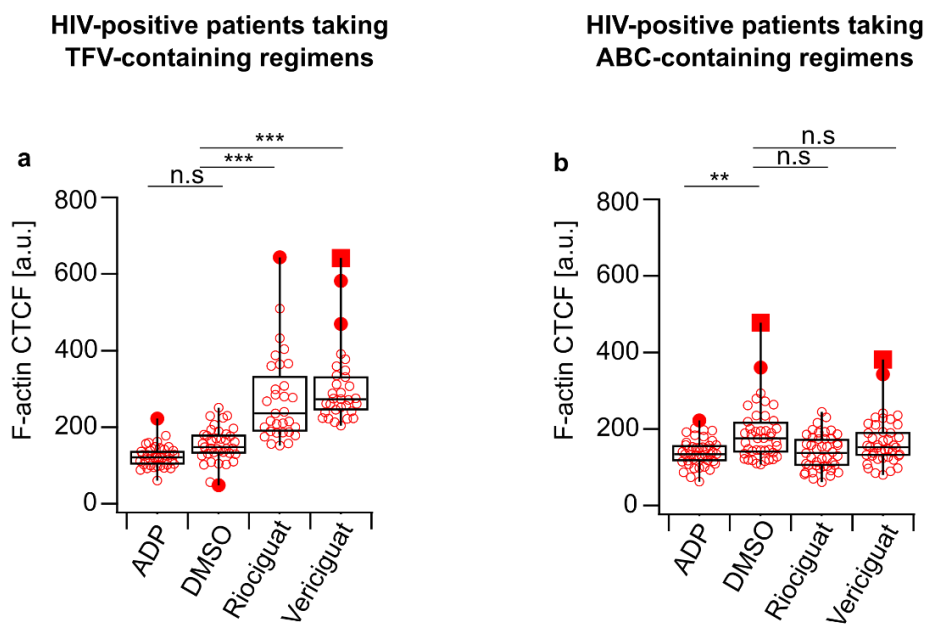 HIV-positive patients taking
TFV-containing regimens
HIV-positive patients taking
ABC-containing regimens
a
***
***
n.s
800
600
400
200
0
F-actin CTCF [a.u.]
ADP
DMSO
Riociguat
Vericiguat
b
n.s
n.s
**
800
600
400
200
0
F-actin CTCF [a.u.]
ADP
DMSO
Riociguat
Vericiguat